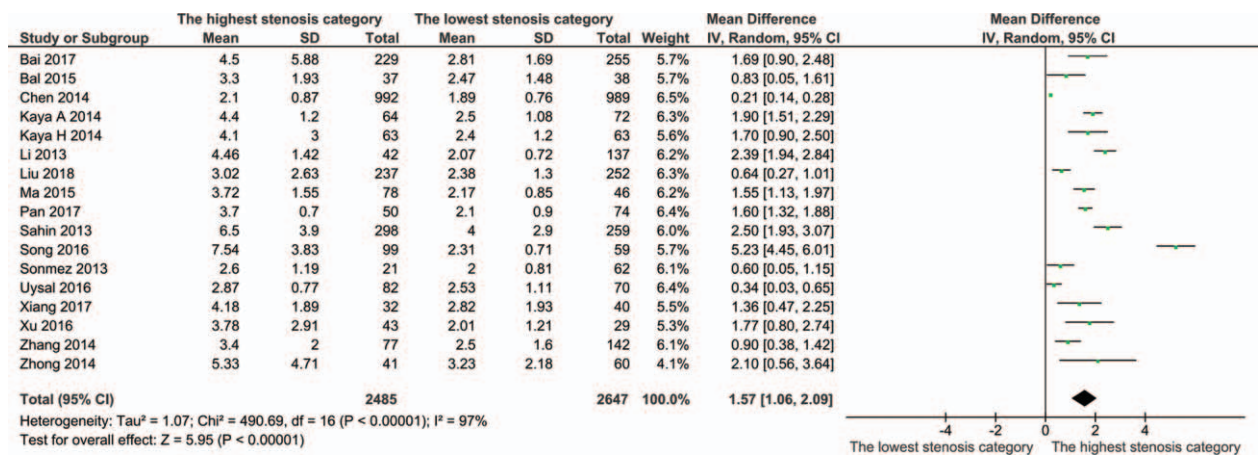 The highest stenosis category The lowest stenosis category Mean Difference Mean Difference
Study or Subgroup Mean SD Total Mean SD Total Weight IV, Random, 95% CI IV, Random, 95% CI
Bai 2017 4.5 5.88 229 2.81 1.69 255 5.7% 1.69 [0.90, 2.48]
Bal 2015 3.3 1.93 37 2.47 1.48 38 5.7% 0.83 [0.05, 1.61]
Chen 2014 2.1 0.87 992 1.89 0.76 989 6.5% 0.21 [0.14, 0.28]
Kaya A 2014 4.4 1.2 64 2.5 1.08 72 6.3% 1.90 [1.51, 2.29]
Kaya H 2014 4.1 3 63 2.4 1.2 63 5.7% 1.70 [0.90, 2.50]
Li 2013 4.46 1.42 42 2.07 0.72 137 6.2% 2.39 [1.94, 2.84]
Liu 2018 3.02 2.63 237 2.38 1.3 252 6.3% 0.64 [0.27, 1.01]
Ma 2015 3.72 1.55 78 2.17 0.85 46 6.2% 1.55 [1.13, 1.97]
Pan 2017 3.7 0.7 50 2.1 0.9 74 6.4% 1.60 [1.32, 1.88]
Sahin 2013 6.5 3.9 298 4 2.9 259 6.0% 2.50 [1.93, 3.07]
Song 2016 7.54 3.83 99 2.31 0.71 59 5.7% 5.23 [4.45, 6.01]
Sonmez 2013 2.6 1.19 21 2 0.81 62 6.1% 0.60 [0.05, 1.15]
Uysal 2016 2.87 0.77 82 2.53 1.11 70 6.4% 0.34 [0.03, 0.65]
Xiang 2017 4.18 1.89 32 2.82 1.93 40 5.6% 1.36 [0.47, 2.25]
Xu 2016 3.78 2.91 43 2.01 1.21 29 5.3% 1.77 [0.80, 2.74]
Zhang 2014 3.4 2 77 2.5 1.6 142 6.1% 0.90 [0.38, 1.42]
Zhong 2014 5.33 4.71 41 3.23 2.18 60 4.1% 2.10 [0.56, 3.64]
Total (95% CI) 2485 2647 100.0% 1.57 [1.06, 2.09]
Heterogeneity: Tau² = 1.07; Chi² = 490.69, df = 16 (P < 0.00001); I² = 97%
Test for overall effect: Z = 5.95 (P < 0.00001)
-4 -2 0 2 4
The lowest stenosis category The highest stenosis category